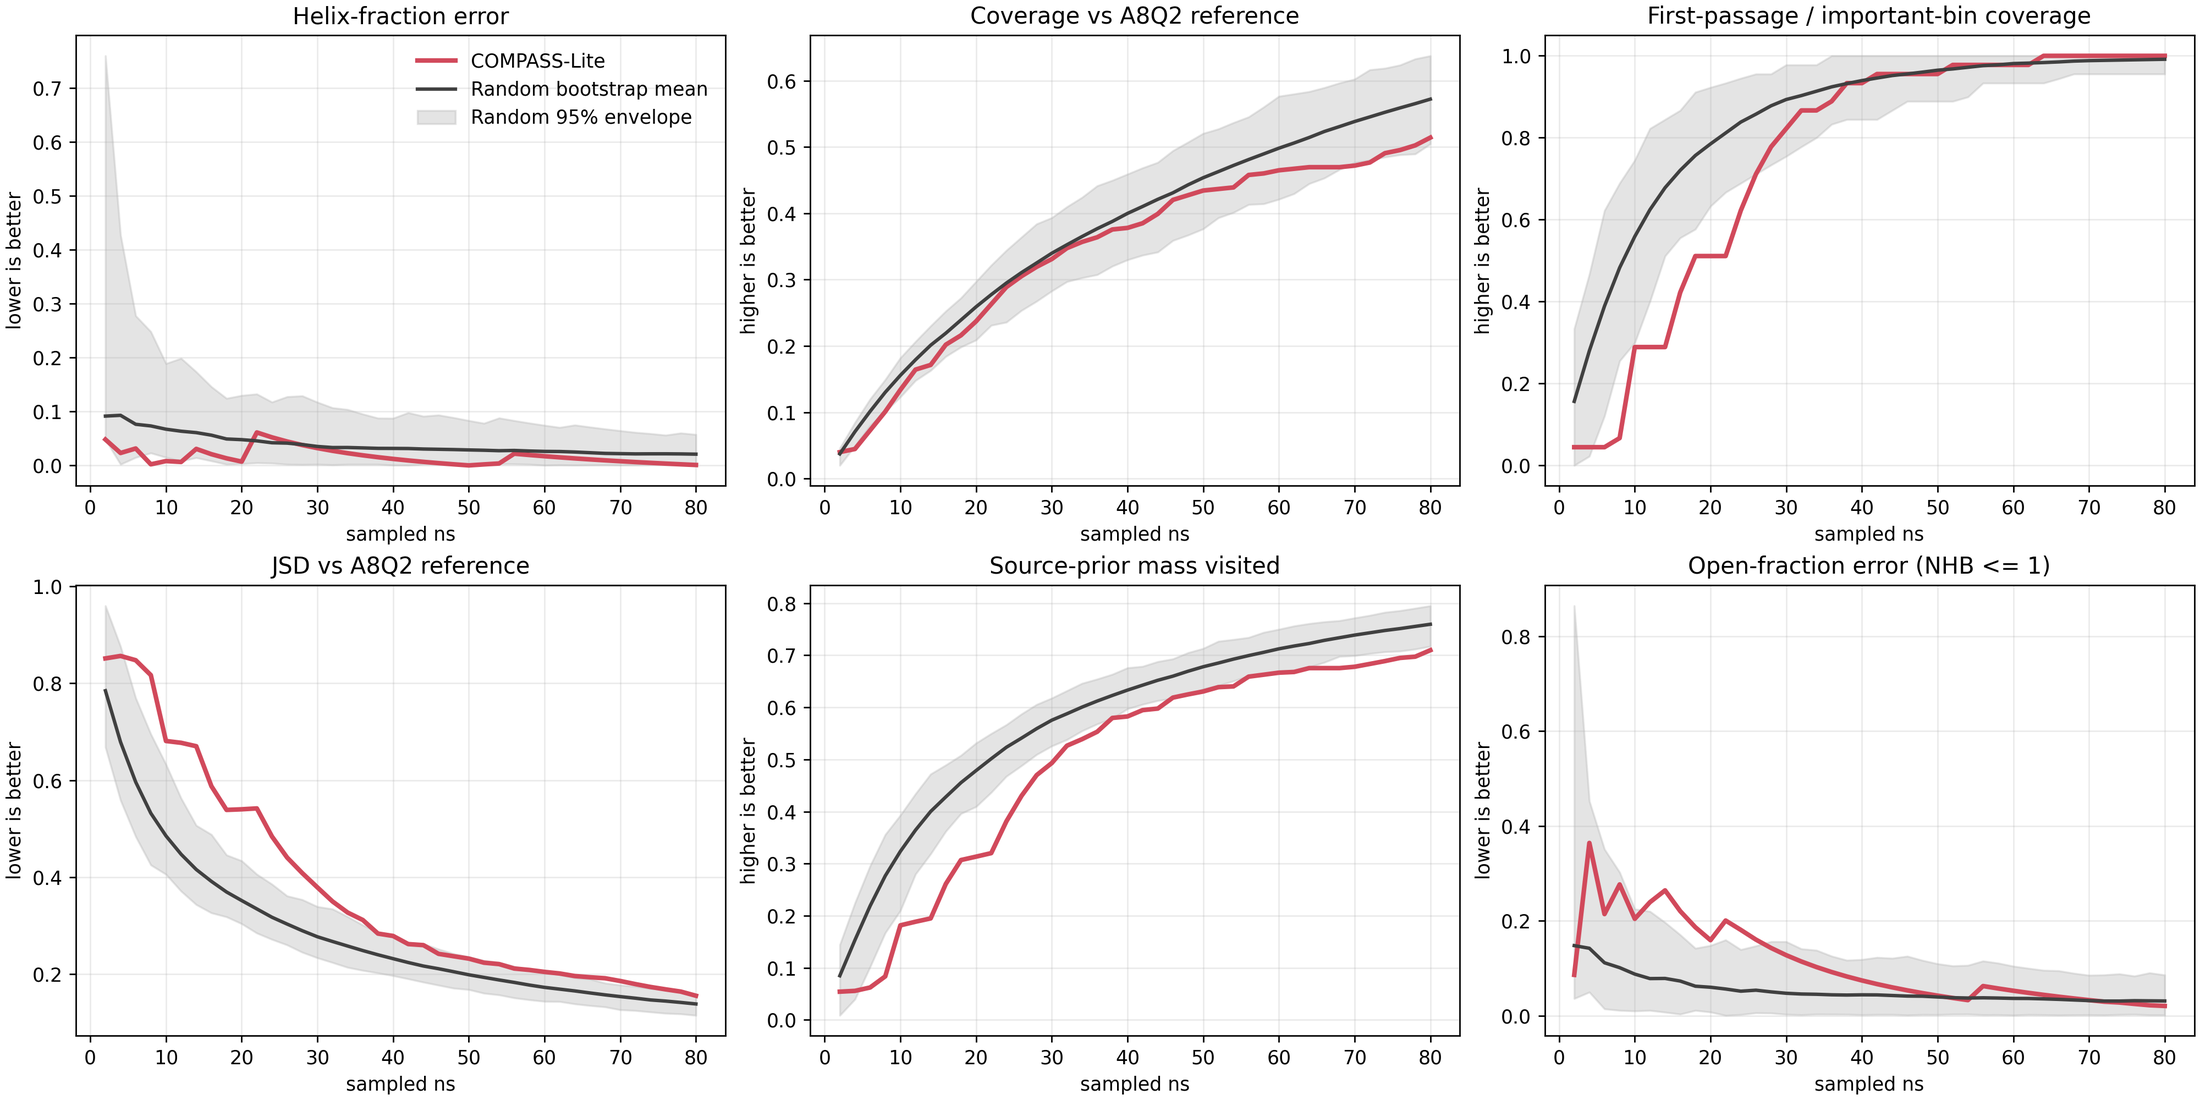 Helix-fraction error
lower is better
0.7
0.6
0.5
0.4
0.3
0.2
0.1
0.0
COMPASS-Lite
Random bootstrap mean
Random 95% envelope
0 10 20 30 40 50 60 70 80
sampled ns
Coverage vs A8Q2 reference
higher is better
0.6
0.5
0.4
0.3
0.2
0.1
0.0
0 10 20 30 40 50 60 70 80
sampled ns
First-passage / important-bin coverage
higher is better
1.0
0.8
0.6
0.4
0.2
0.0
0 10 20 30 40 50 60 70 80
sampled ns
JSD vs A8Q2 reference
lower is better
1.0
0.8
0.6
0.4
0.2
0 10 20 30 40 50 60 70 80
sampled ns
Source-prior mass visited
higher is better
0.8
0.7
0.6
0.5
0.4
0.3
0.2
0.1
0.0
0 10 20 30 40 50 60 70 80
sampled ns
Open-fraction error (NHB <= 1)
lower is better
0.8
0.6
0.4
0.2
0.0
0 10 20 30 40 50 60 70 80
sampled ns